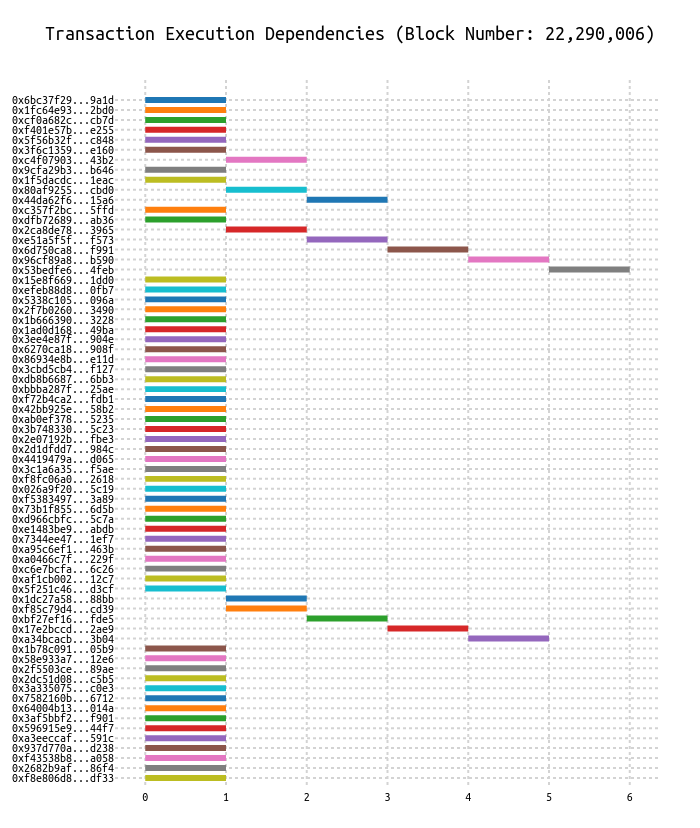 Transaction Execution Dependencies (Block Number: 22,290,006)
0x6bc37f29...9a1d
0x1fc64e93...2bd0
0xcf0a682c...cb7d
0xf401e57b...e255
0x5f56b32f...c848
0x3f6c1359...e160
0xc4f07903...43b2
0x9cfa29b3...b646
0x1f5dacdc...1eac
0x80af9255...cbd0
0x44da62f6...15a6
0xc357f2bc...5ffd
0xdfb72689...ab36
0x2ca8de78...3965
0xe51a5f5f...f573
0x6d750ca8...f991
0x96cf89a8...b590
0x53bedfe6...4feb
0x15e8f669...1dd0
0xefeb88d8...0fb7
0x5338c105...096a
0x2f7b0260...3490
0x1b666390...3228
0x1ad0d168...49ba
0x3ee4e87f...904e
0x6270ca18...908f
0x86934e8b...e11d
0x3cbd5cb4...f127
0xdb8b6687...6bb3
0xbbba287f...25ae
0xf72b4ca2...fdb1
0x42bb925e...58b2
0xab0ef378...5235
0x3b748330...5c23
0x2e07192b...fbe3
0x2d1dfdd7...984c
0x4419479a...d065
0x3c1a6a35...f5ae
0xf8fc06a0...2618
0x026a9f20...5c19
0xf5383497...3a89
0x73b1f855...6d5b
0xd966cbfc...5c7a
0xe1483be9...abdb
0x7344ee47...1ef7
0xa95c6ef1...463b
0xa0466c7f...229f
0xc6e7bcfa...6c26
0xaf1cb002...12c7
0x5f251c46...d3cf
0x1dc27a58...88bb
0xf85c79d4...cd39
0xbf27ef16...fde5
0x17e2bccd...2ae9
0xa34bcacb...3b04
0x1b78c091...05b9
0x58e933a7...12e6
0x2f5503ce...89ae
0x2dc51d08...c5b5
0x3a335075...c0e3
0x7582160b...6712
0x64004b13...014a
0x3af5bbf2...f901
0x596915e9...44f7
0xa3eeccaf...591c
0x937d770a...d238
0xf43538b8...a058
0x2682b9af...86f4
0xf8e806d8...df33
0 1 2 3 4 5 6